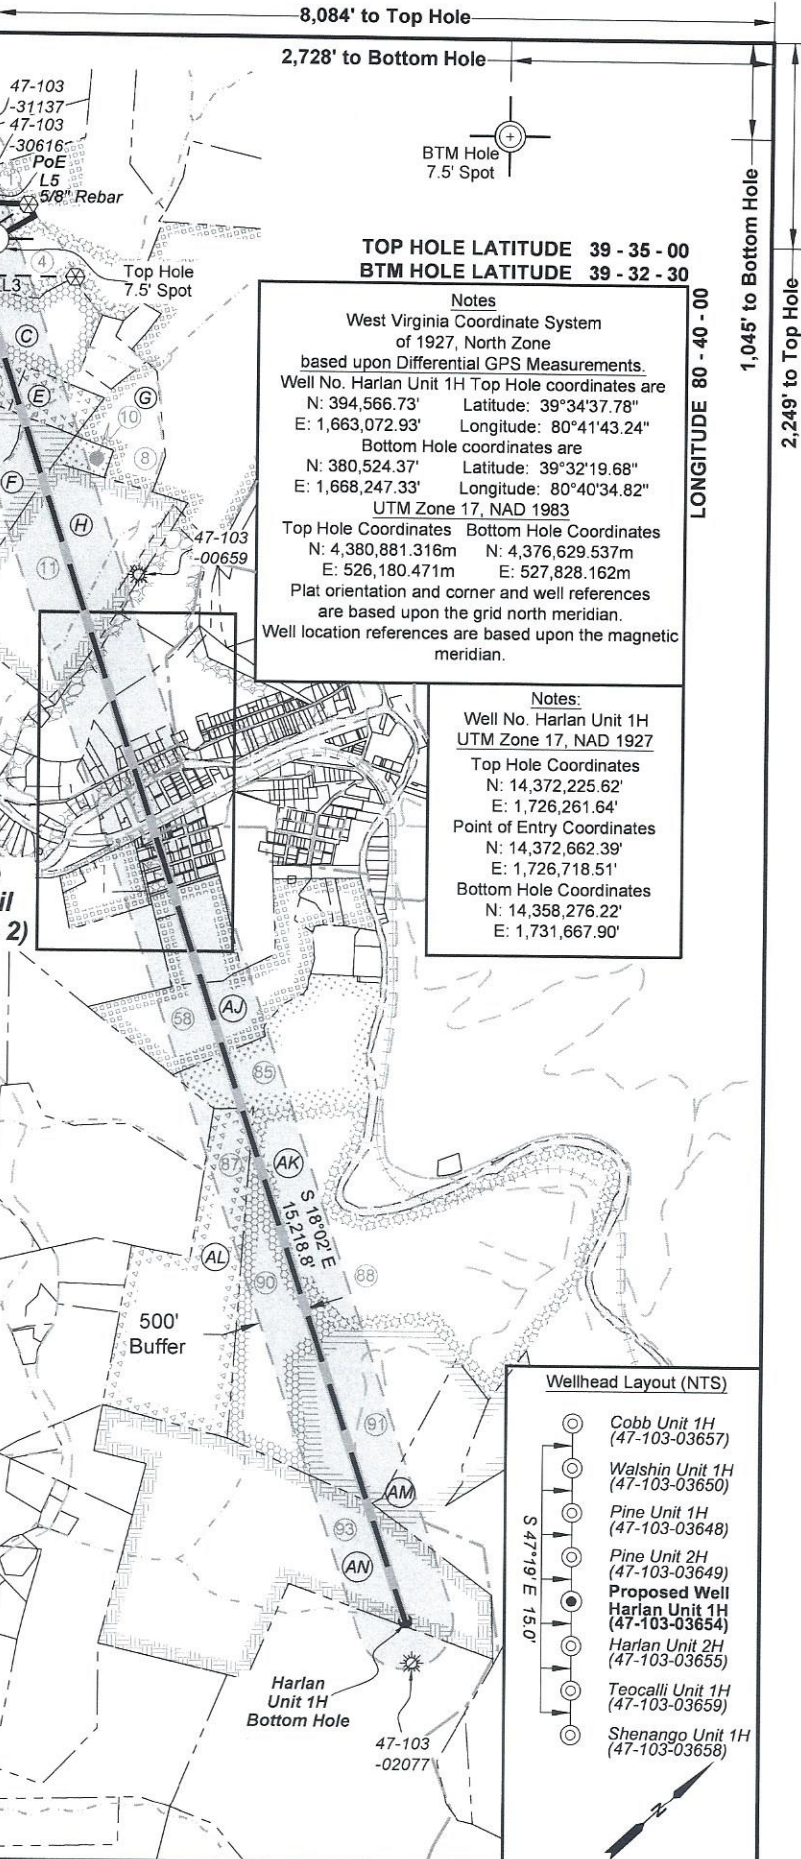 8,084' to Top Hole
2,728' to Bottom Hole
47-103
-31137
47-103
-30616
PoE
L5
5/8" Rebar
BTM Hole
7.5' Spot
4
L3
Top Hole
7.5' Spot
TOP HOLE LATITUDE 39 - 35 - 00
BTM HOLE LATITUDE 39 - 32 - 30
LONGITUDE 80 - 40 - 00
1,045' to Bottom Hole
2,249' to Top Hole
Notes
West Virginia Coordinate System
of 1927, North Zone
based upon Differential GPS Measurements.
Well No. Harlan Unit 1H Top Hole coordinates are
N: 394,566.73' Latitude: 39°34'37.78"
E: 1,663,072.93' Longitude: 80°41'43.24"
Bottom Hole coordinates are
N: 380,524.37' Latitude: 39°32'19.68"
E: 1,668,247.33' Longitude: 80°40'34.82"
UTM Zone 17, NAD 1983
Top Hole Coordinates Bottom Hole Coordinates
N: 4,380,881.316m N: 4,376,629.537m
E: 526,180.471m E: 527,828.162m
Plat orientation and corner and well references
are based upon the grid north meridian.
Well location references are based upon the magnetic
meridian.
C
E
G
10
8
F
H
11
47-103
-00659
Notes:
Well No. Harlan Unit 1H
UTM Zone 17, NAD 1927
Top Hole Coordinates
N: 14,372,225.62'
E: 1,726,261.64'
Point of Entry Coordinates
N: 14,372,662.39'
E: 1,726,718.51'
Bottom Hole Coordinates
N: 14,358,276.22'
E: 1,731,667.90'
il
2)
58
AJ
85
87
AK
S 18°02' E
15,218.8'
AL
90
88
500'
Buffer
91
AM
93
AN
Harlan
Unit 1H
Bottom Hole
47-103
-02077
Wellhead Layout (NTS)
S 47°19' E 15.0'
Cobb Unit 1H
(47-103-03657)
Walshin Unit 1H
(47-103-03650)
Pine Unit 1H
(47-103-03648)
Pine Unit 2H
(47-103-03649)
Proposed Well
Harlan Unit 1H
(47-103-03654)
Harlan Unit 2H
(47-103-03655)
Teocalli Unit 1H
(47-103-03659)
Shenango Unit 1H
(47-103-03658)
N